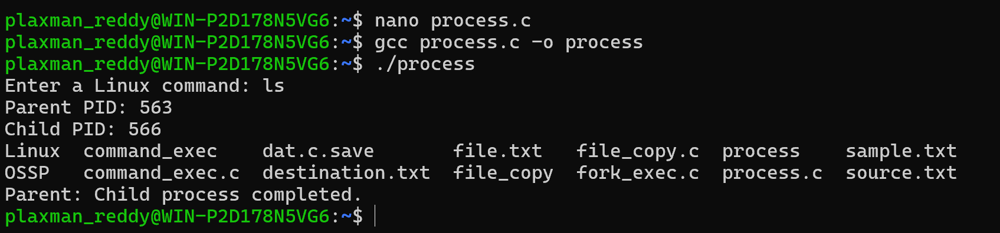 plaxman_reddy@WIN-P2D178N5VG6:~$ nano process.c
plaxman_reddy@WIN-P2D178N5VG6:~$ gcc process.c -o process
plaxman_reddy@WIN-P2D178N5VG6:~$ ./process
Enter a Linux command: ls
Parent PID: 563
Child PID: 566
Linux  command_exec    dat.c.save       file.txt   file_copy.c  process    sample.txt
OSSP   command_exec.c  destination.txt  file_copy  fork_exec.c  process.c  source.txt
Parent: Child process completed.
plaxman_reddy@WIN-P2D178N5VG6:~$